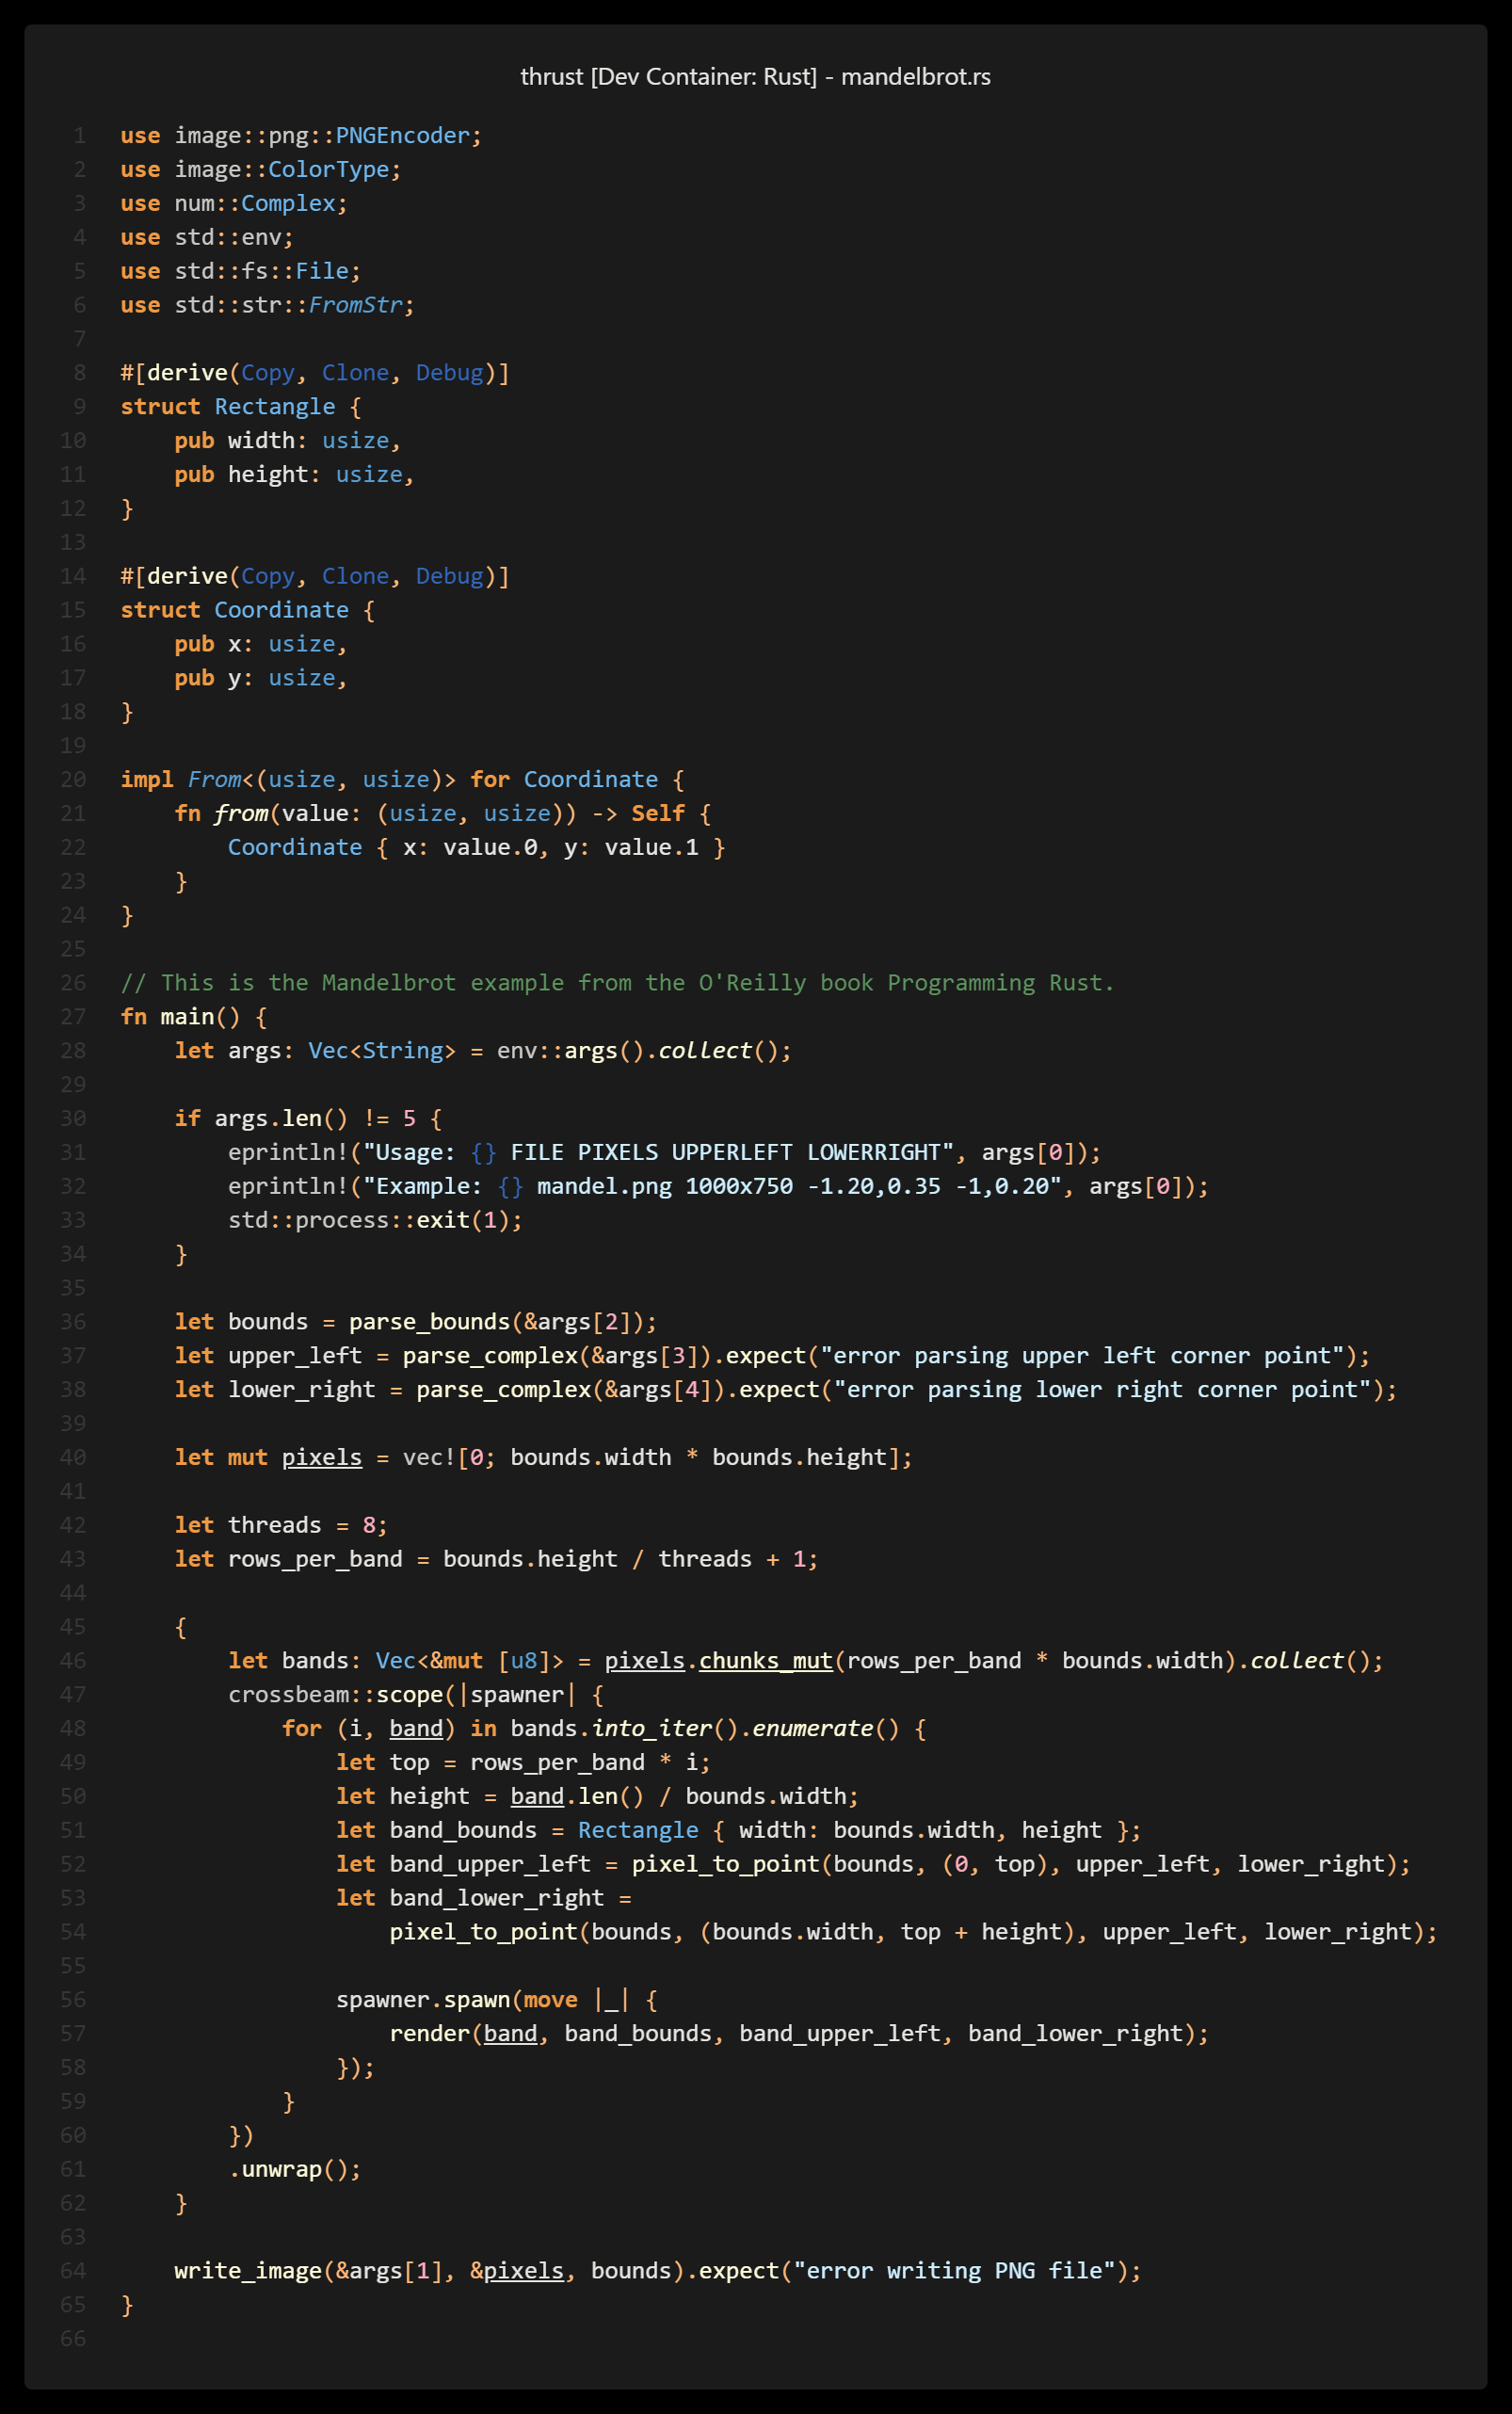 thrust [Dev Container: Rust] - mandelbrot.rs
1 use image::png::PNGEncoder;
2 use image::ColorType;
3 use num::Complex;
4 use std::env;
5 use std::fs::File;
6 use std::str::FromStr;
7
8 #[derive(Copy, Clone, Debug)]
9 struct Rectangle {
10     pub width: usize,
11     pub height: usize,
12 }
13
14 #[derive(Copy, Clone, Debug)]
15 struct Coordinate {
16     pub x: usize,
17     pub y: usize,
18 }
19
20 impl From<(usize, usize)> for Coordinate {
21     fn from(value: (usize, usize)) -> Self {
22         Coordinate { x: value.0, y: value.1 }
23     }
24 }
25
26 // This is the Mandelbrot example from the O'Reilly book Programming Rust.
27 fn main() {
28     let args: Vec<String> = env::args().collect();
29
30     if args.len() != 5 {
31         eprintln!("Usage: {} FILE PIXELS UPPERLEFT LOWERRIGHT", args[0]);
32         eprintln!("Example: {} mandel.png 1000x750 -1.20,0.35 -1,0.20", args[0]);
33         std::process::exit(1);
34     }
35
36     let bounds = parse_bounds(&args[2]);
37     let upper_left = parse_complex(&args[3]).expect("error parsing upper left corner point");
38     let lower_right = parse_complex(&args[4]).expect("error parsing lower right corner point");
39
40     let mut pixels = vec![0; bounds.width * bounds.height];
41
42     let threads = 8;
43     let rows_per_band = bounds.height / threads + 1;
44
45     {
46         let bands: Vec<&mut [u8]> = pixels.chunks_mut(rows_per_band * bounds.width).collect();
47         crossbeam::scope(|spawner| {
48             for (i, band) in bands.into_iter().enumerate() {
49                 let top = rows_per_band * i;
50                 let height = band.len() / bounds.width;
51                 let band_bounds = Rectangle { width: bounds.width, height };
52                 let band_upper_left = pixel_to_point(bounds, (0, top), upper_left, lower_right);
53                 let band_lower_right =
54                     pixel_to_point(bounds, (bounds.width, top + height), upper_left, lower_right);
55
56                 spawner.spawn(move |_| {
57                     render(band, band_bounds, band_upper_left, band_lower_right);
58                 });
59             }
60         })
61         .unwrap();
62     }
63
64     write_image(&args[1], &pixels, bounds).expect("error writing PNG file");
65 }
66